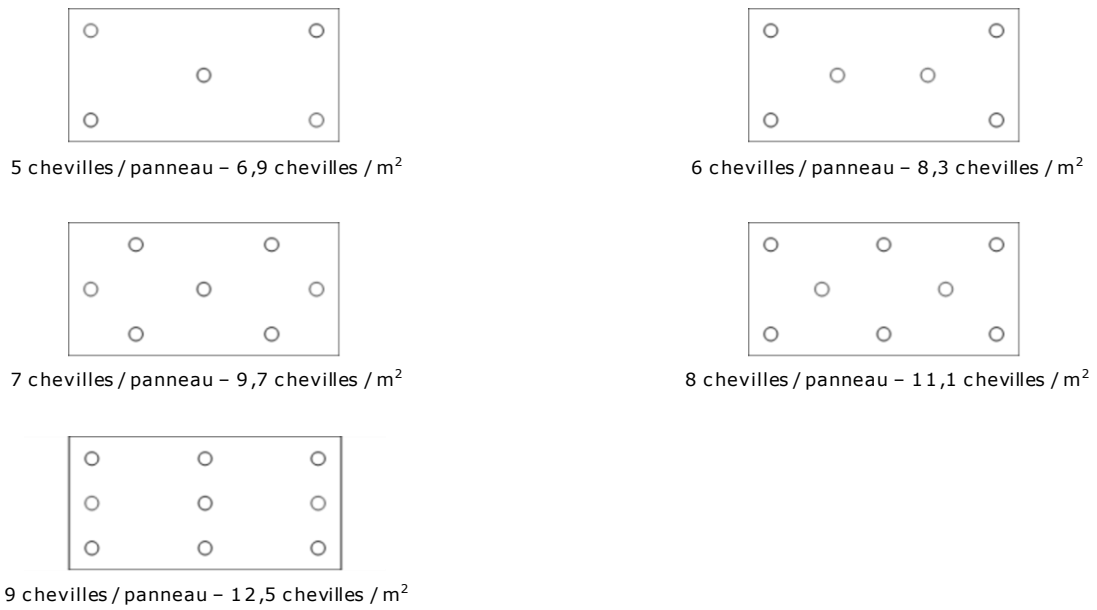 5 chevilles / panneau – 6,9 chevilles / m²
6 chevilles / panneau – 8,3 chevilles / m²
7 chevilles / panneau – 9,7 chevilles / m²
8 chevilles / panneau – 11,1 chevilles / m²
9 chevilles / panneau – 12,5 chevilles / m²